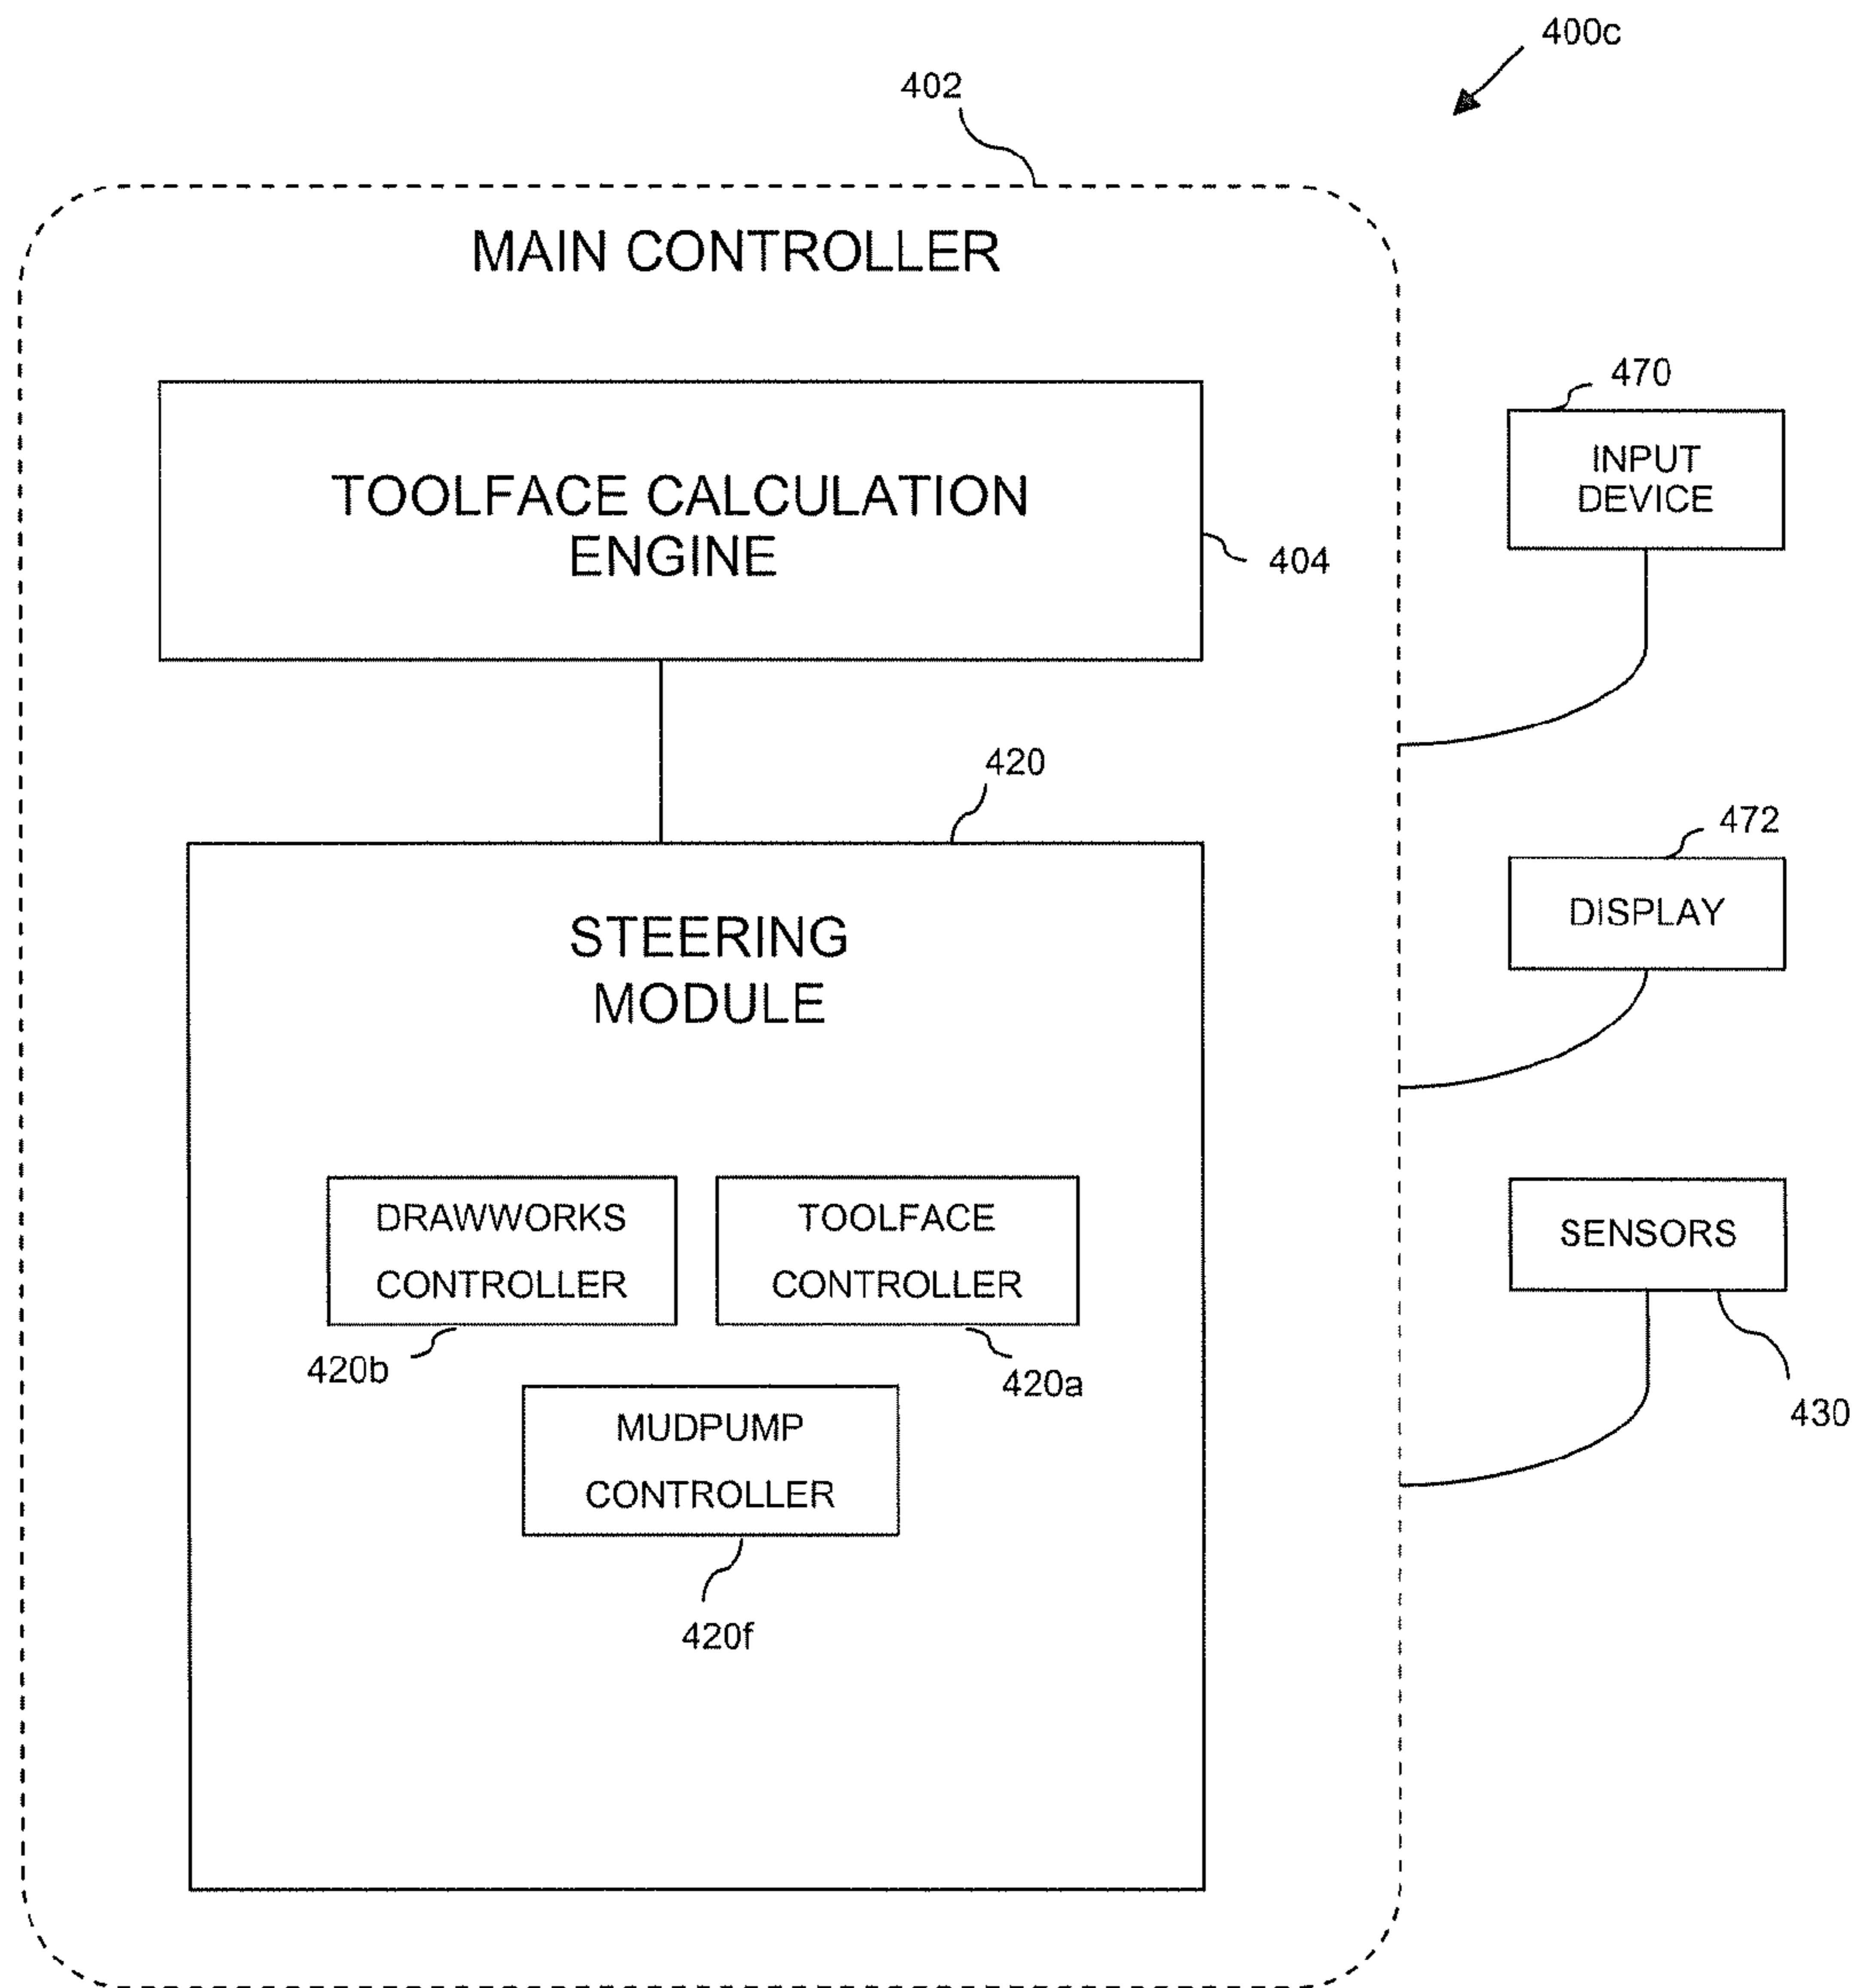 400c
402
MAIN CONTROLLER
TOOLFACE CALCULATION
ENGINE
404
470
INPUT
DEVICE
420
472
DISPLAY
STEERING
MODULE
DRAWWORKS
CONTROLLER
420b
TOOLFACE
CONTROLLER
420a
SENSORS
430
MUDPUMP
CONTROLLER
420f